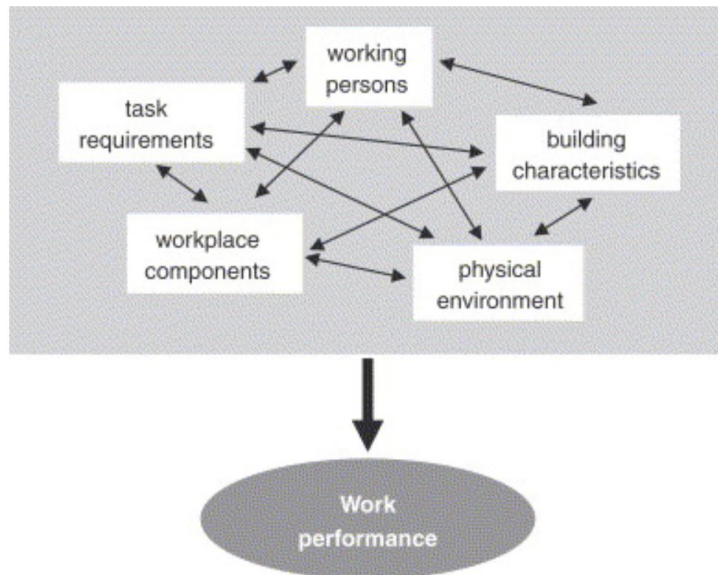 working
persons
task
requirements
building
characteristics
workplace
components
physical
environment
Work
performance